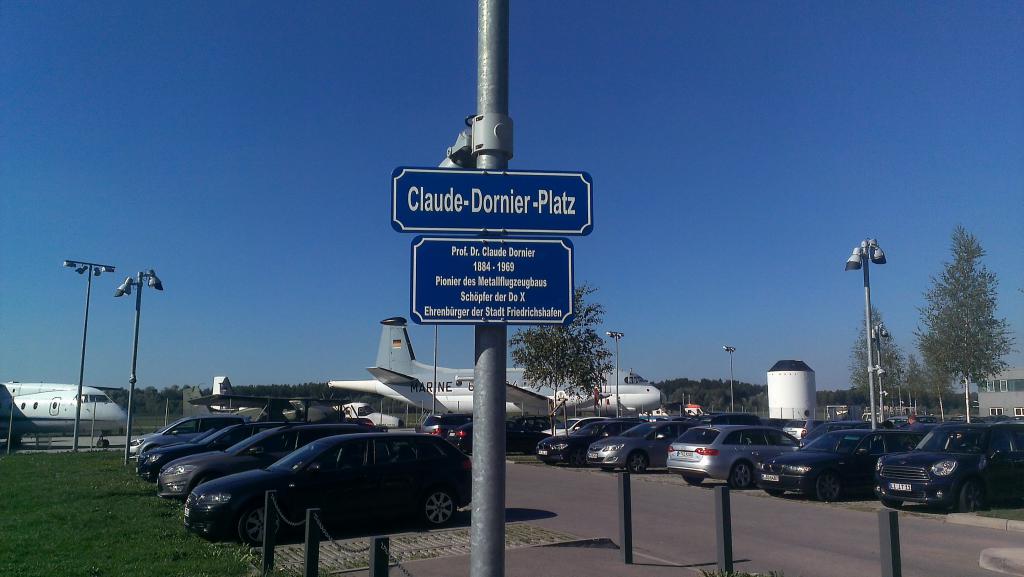 Claude-Dornier-Platz
Prof. Dr. Claude Dornier
1884 - 1969
Pionier des Metallflugzeugbaus
Schöpfer der Do X
Ehrenbürger der Stadt Friedrichshafen
MARINE